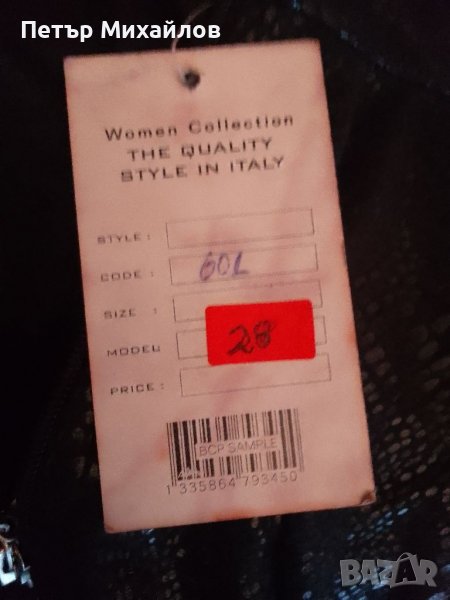 Петър Михайлов
Women Collection
THE QUALITY
STYLE IN ITALY
STYLE :
CODE : 60L
SIZE :
28
MODEL
PRICE :
BCP SAMPLE
1 335864 793450
BAZAR